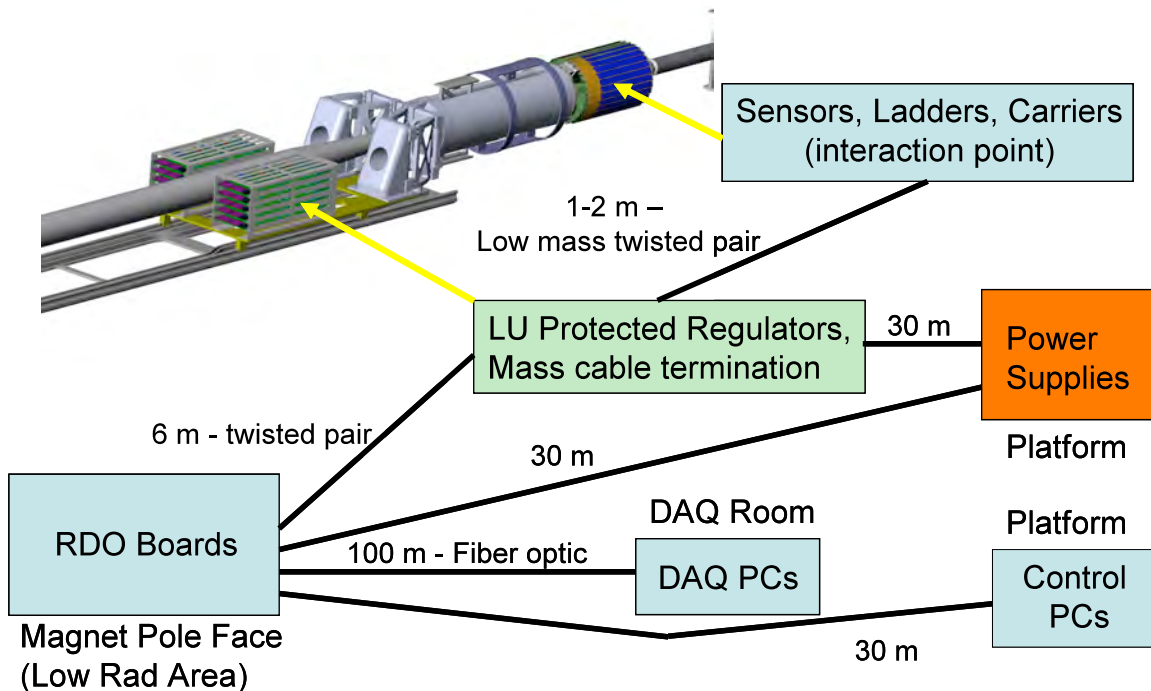 Sensors, Ladders, Carriers
(interaction point)
1-2 m –
Low mass twisted pair
LU Protected Regulators,
Mass cable termination
30 m
Power
Supplies
Platform
6 m - twisted pair
30 m
RDO Boards
Magnet Pole Face
(Low Rad Area)
100 m - Fiber optic
DAQ Room
DAQ PCs
Platform
Control
PCs
30 m